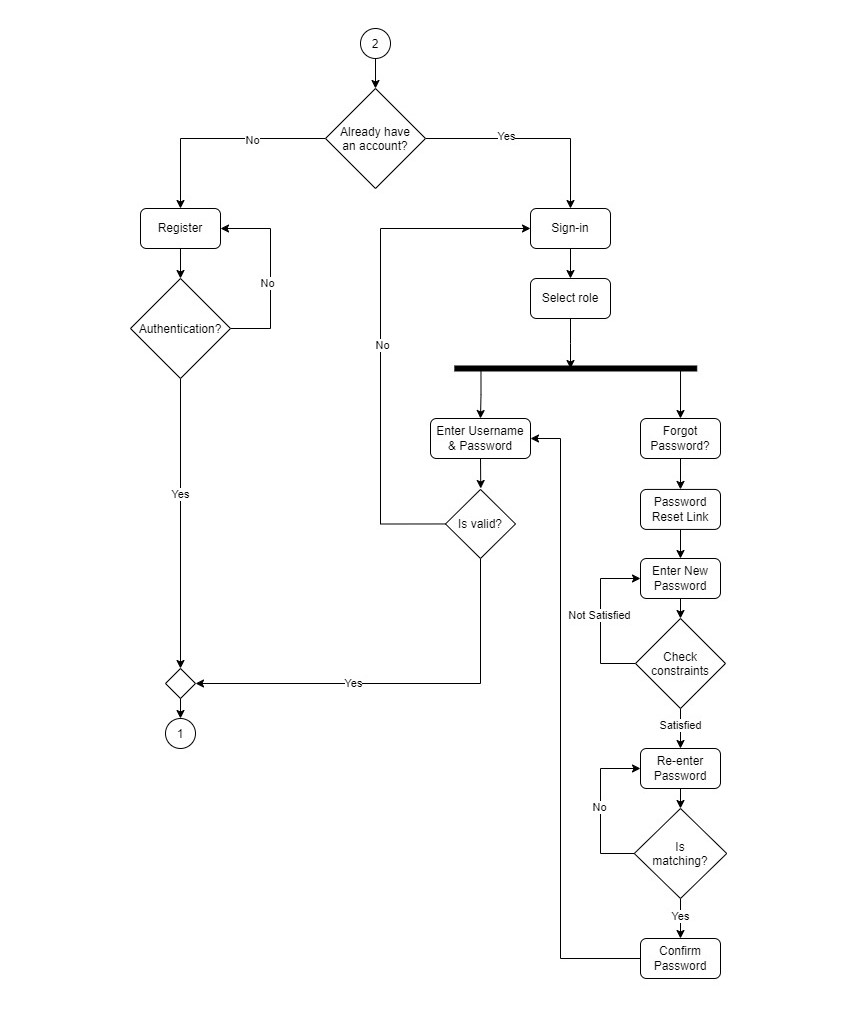 2
Already have
an account?
No
Yes
Register
Sign-in
No
Select role
Authentication?
No
Enter Username
& Password
Forgot
Password?
Yes
Password
Reset Link
Is valid?
Enter New
Password
Not Satisfied
Check
constraints
Yes
Satisfied
1
Re-enter
Password
No
Is
matching?
Yes
Confirm
Password